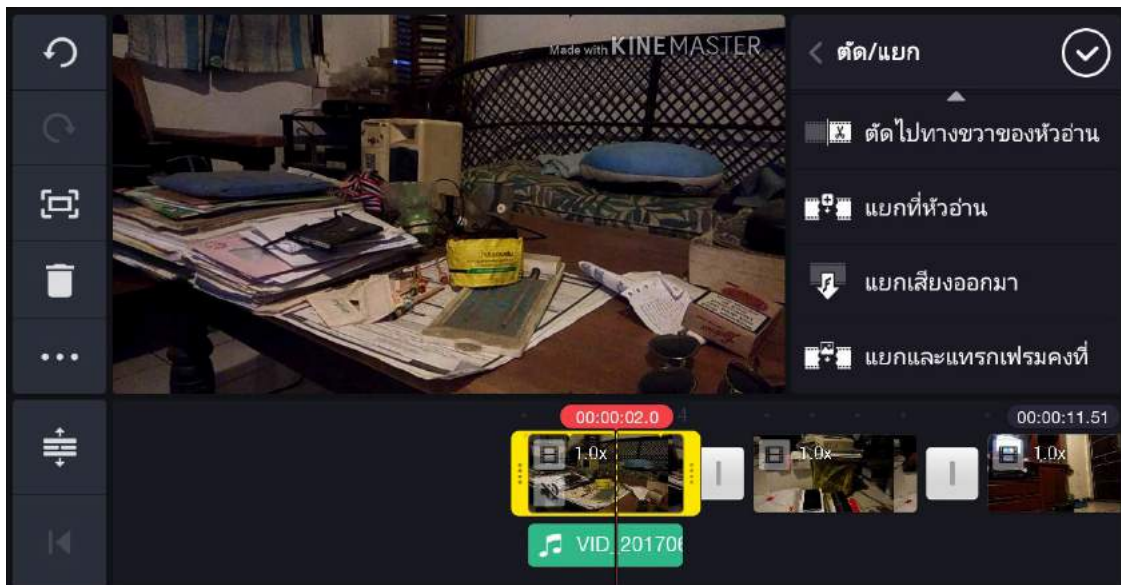 Made with KINEMASTER
ตัด/แยก
ตัดไปทางขวาของหัวอ่าน
แยกที่หัวอ่าน
แยกเสียงออกมา
แยกและแทรกเฟรมคงที่
00:00:02.0
4
00:00:11.51
1.0x
1.0x
1.0x
VID_201706